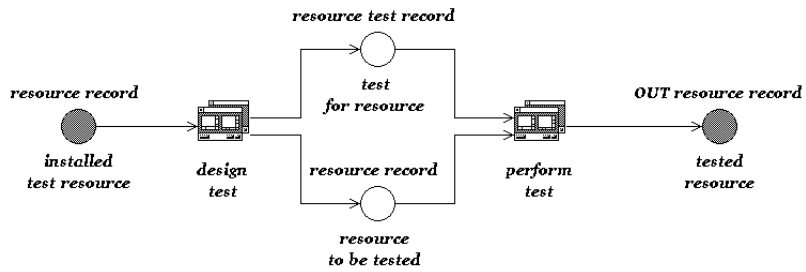 resource test record
test
for resource
resource record
installed
test resource
design
test
resource record
resource
to be tested
perform
test
OUT resource record
tested
resource